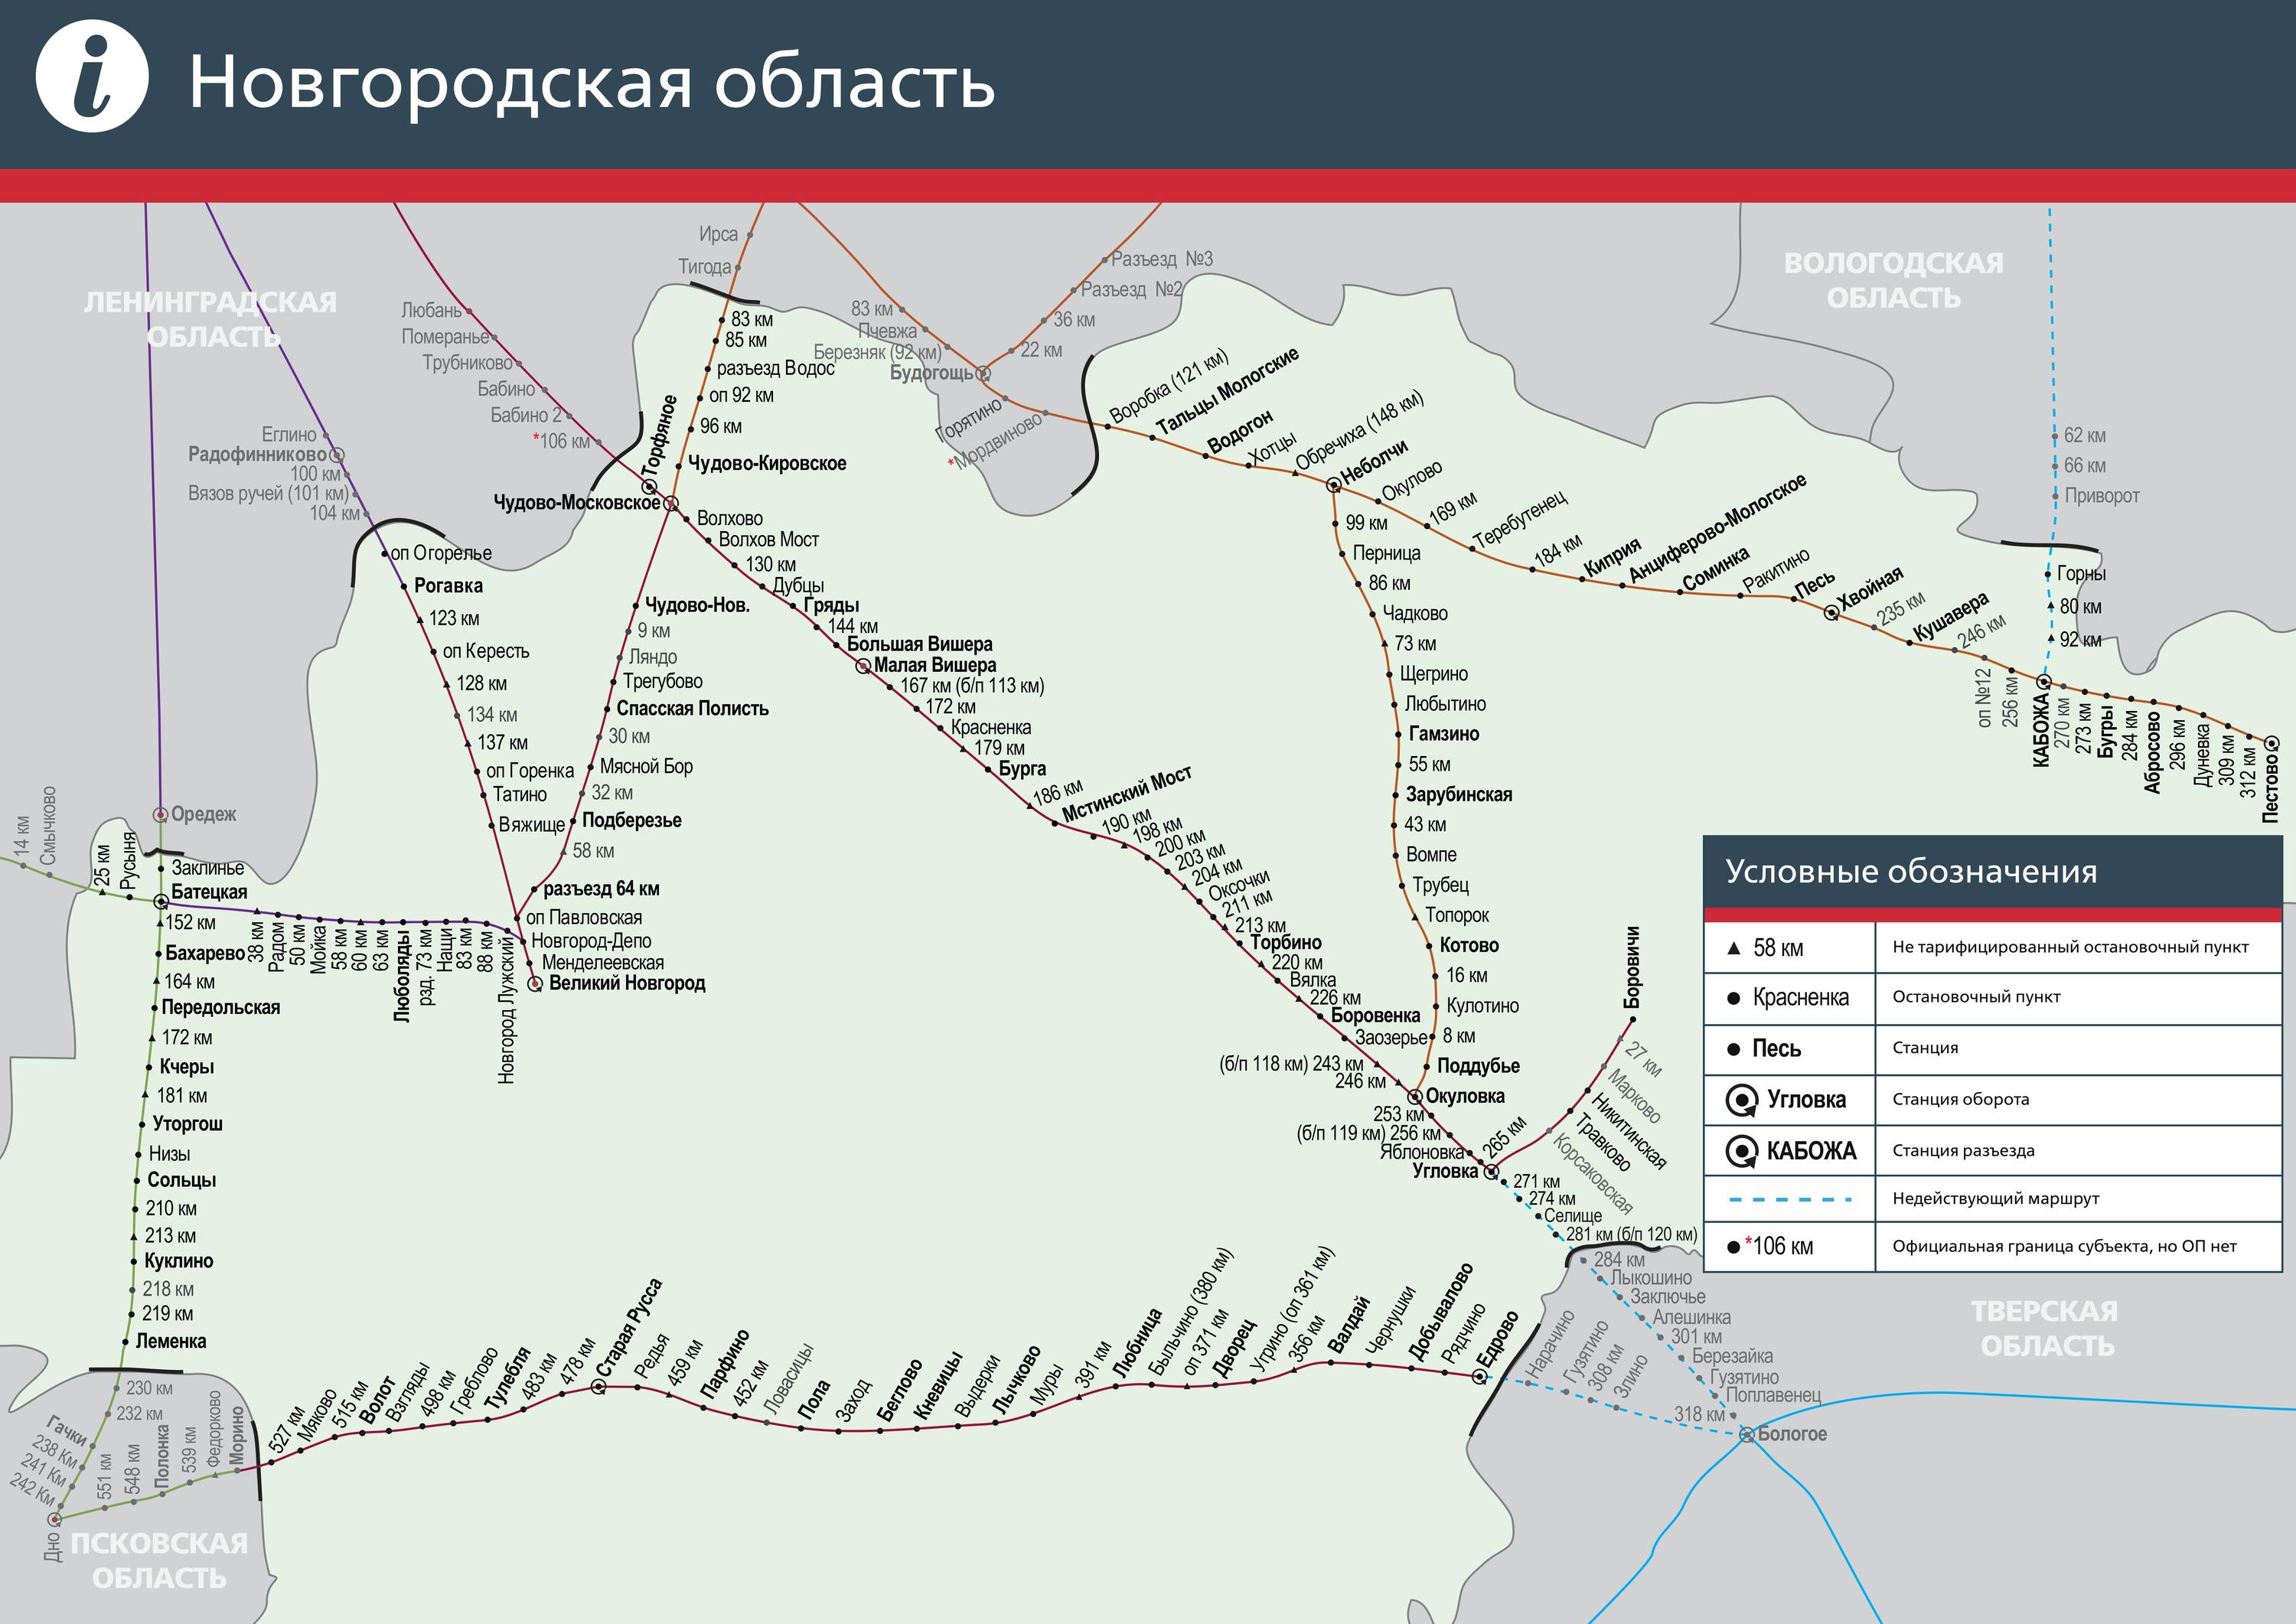 i
Новгородская область
ЛЕНИНГРАДСКАЯ
ОБЛАСТЬ
ВОЛОГОДСКАЯ
ОБЛАСТЬ
Ирса
Тигода
83 км
85 км
разъезд Водос
оп 92 км
96 км
Чудово-Кировское
Любань
Померанье
Трубниково
Бабино
Бабино 2
*106 км
Торфяное
Чудово-Московское
Еглино
Радофинниково
100 км
Вязов ручей (101 км)
104 км
оп Огорелье
Рогавка
123 км
оп Кересть
128 км
134 км
137 км
оп Горенка
Татино
Вяжище
Чудово-Нов.
9 км
Ляндо
Трегубово
Спасская Полисть
30 км
Мясной Бор
32 км
Подберезье
58 км
разъезд 64 км
оп Павловская
Новгород-Депо
Менделеевская
Великий Новгород
Волхово
Волхов Мост
130 км
Дубцы
Гряды
144 км
Большая Вишера
Малая Вишера
167 км (б/п 113 км)
172 км
Красненка
179 км
Бурга
186 км
Мстинский Мост
190 км
198 км
200 км
203 км
204 км
Оксочки
211 км
213 км
Торбино
220 км
Вялка
226 км
Боровенка
Заозерье
(б/п 118 км) 243 км
246 км
Окуловка
253 км
(б/п 119 км) 256 км
Яблоновка
Угловка
265 км
271 км
274 км
Селище
281 км (б/п 120 км)
284 км
Лыкошино
Заключье
Алешинка
301 км
Березайка
Гузятино
Поплавенец
318 км
Бологое
83 км
Пчевжа
Березняк (92 км)
Будогощь
Разъезд №3
Разъезд №2
36 км
22 км
Горятино
*Мордвиново
Воробка (121 км)
Тальцы Мологские
Водогон
Хотцы
Обречиха (148 км)
Неболчи
Окулово
169 км
Теребутенец
184 км
Киприя
Анциферово-Мологское
Соминка
Ракитино
Песь
Хвойная
235 км
Кушавера
246 км
оп №12
256 км
КАБОЖА
270 км
273 км
Бугры
284 км
Абросово
296 км
Дуневка
309 км
312 км
Пестово
62 км
66 км
Приворот
Горны
80 км
92 км
99 км
Перница
86 км
Чадково
73 км
Щегрино
Любытино
Гамзино
55 км
Зарубинская
43 км
Вомпе
Трубец
Топорок
Котово
16 км
Кулотино
8 км
Поддубье
Боровичи
27 км
Марково
Никитинская
Травково
Корсаковская
14 км
Смычково
25 км
Русыня
Оредеж
Заклинье
Батецкая
152 км
Бахарево
164 км
Передольская
172 км
Кчеры
181 км
Уторгош
Низы
Сольцы
210 км
213 км
Куклино
218 км
219 км
Леменка
230 км
232 км
Гачки
238 Км
241 Км
242 Км
Дно
38 км
Радом
50 км
Мойка
58 км
60 км
63 км
Люболяды
рзд. 73 км
Нащи
83 км
88 км
Новгород Лужский
551 км
548 км
Полонка
539 км
Федорково
Морино
527 км
Мяково
515 км
Волот
Взгляды
498 км
Греблово
Тулебля
483 км
478 км
Старая Русса
Редья
459 км
Парфино
452 км
Ловасицы
Пола
Заход
Беглово
Кневицы
Выдерки
Лычково
Муры
391 км
Любница
Быльчино (380 км)
оп 371 км
Дворец
Угрино (оп 361 км)
356 км
Валдай
Чернушки
Добывалово
Рядчино
Едрово
Нарачино
Гузятино
308 км
Злино
ПСКОВСКАЯ
ОБЛАСТЬ
ТВЕРСКАЯ
ОБЛАСТЬ
Условные обозначения
58 км Не тарифицированный остановочный пункт
Красненка Остановочный пункт
Песь Станция
Угловка Станция оборота
КАБОЖА Станция разъезда
Недействующий маршрут
*106 км Официальная граница субъекта, но ОП нет